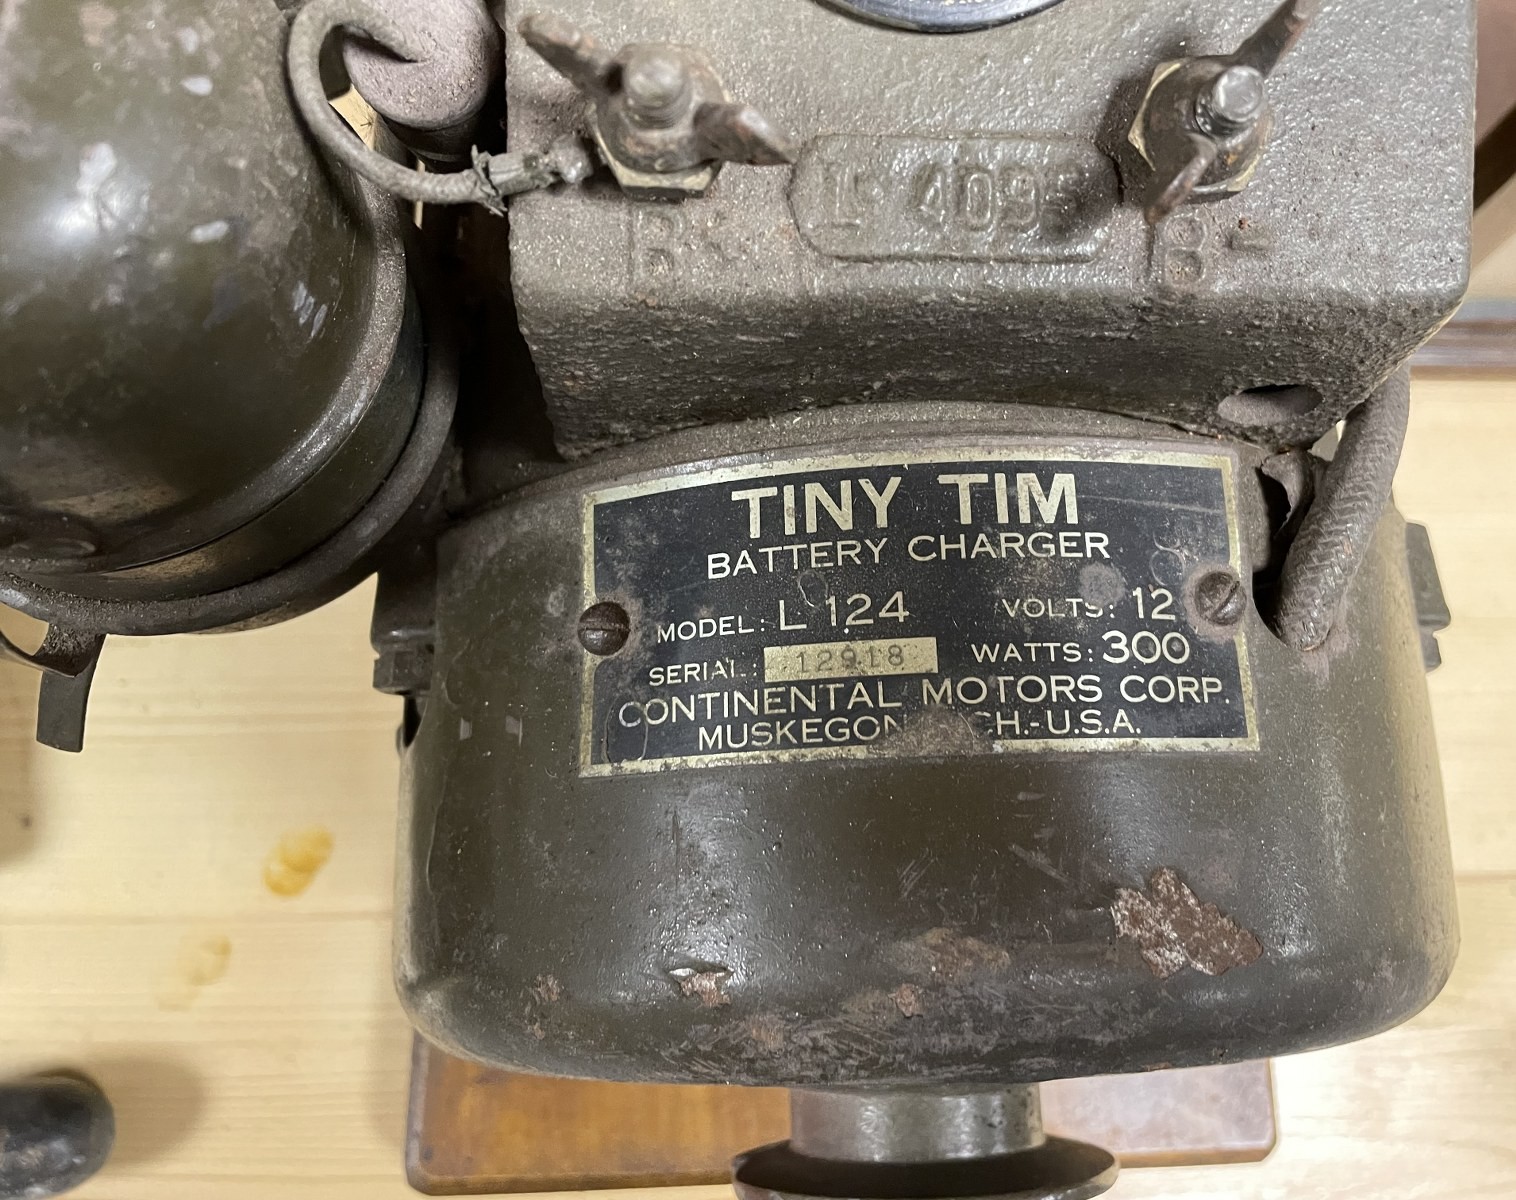 L 409
B
B -
TINY TIM
BATTERY CHARGER
MODEL: L 124 VOLTS: 12
SERIAL: 12918 WATTS: 300
CONTINENTAL MOTORS CORP.
MUSKEGON CH.-U.S.A.